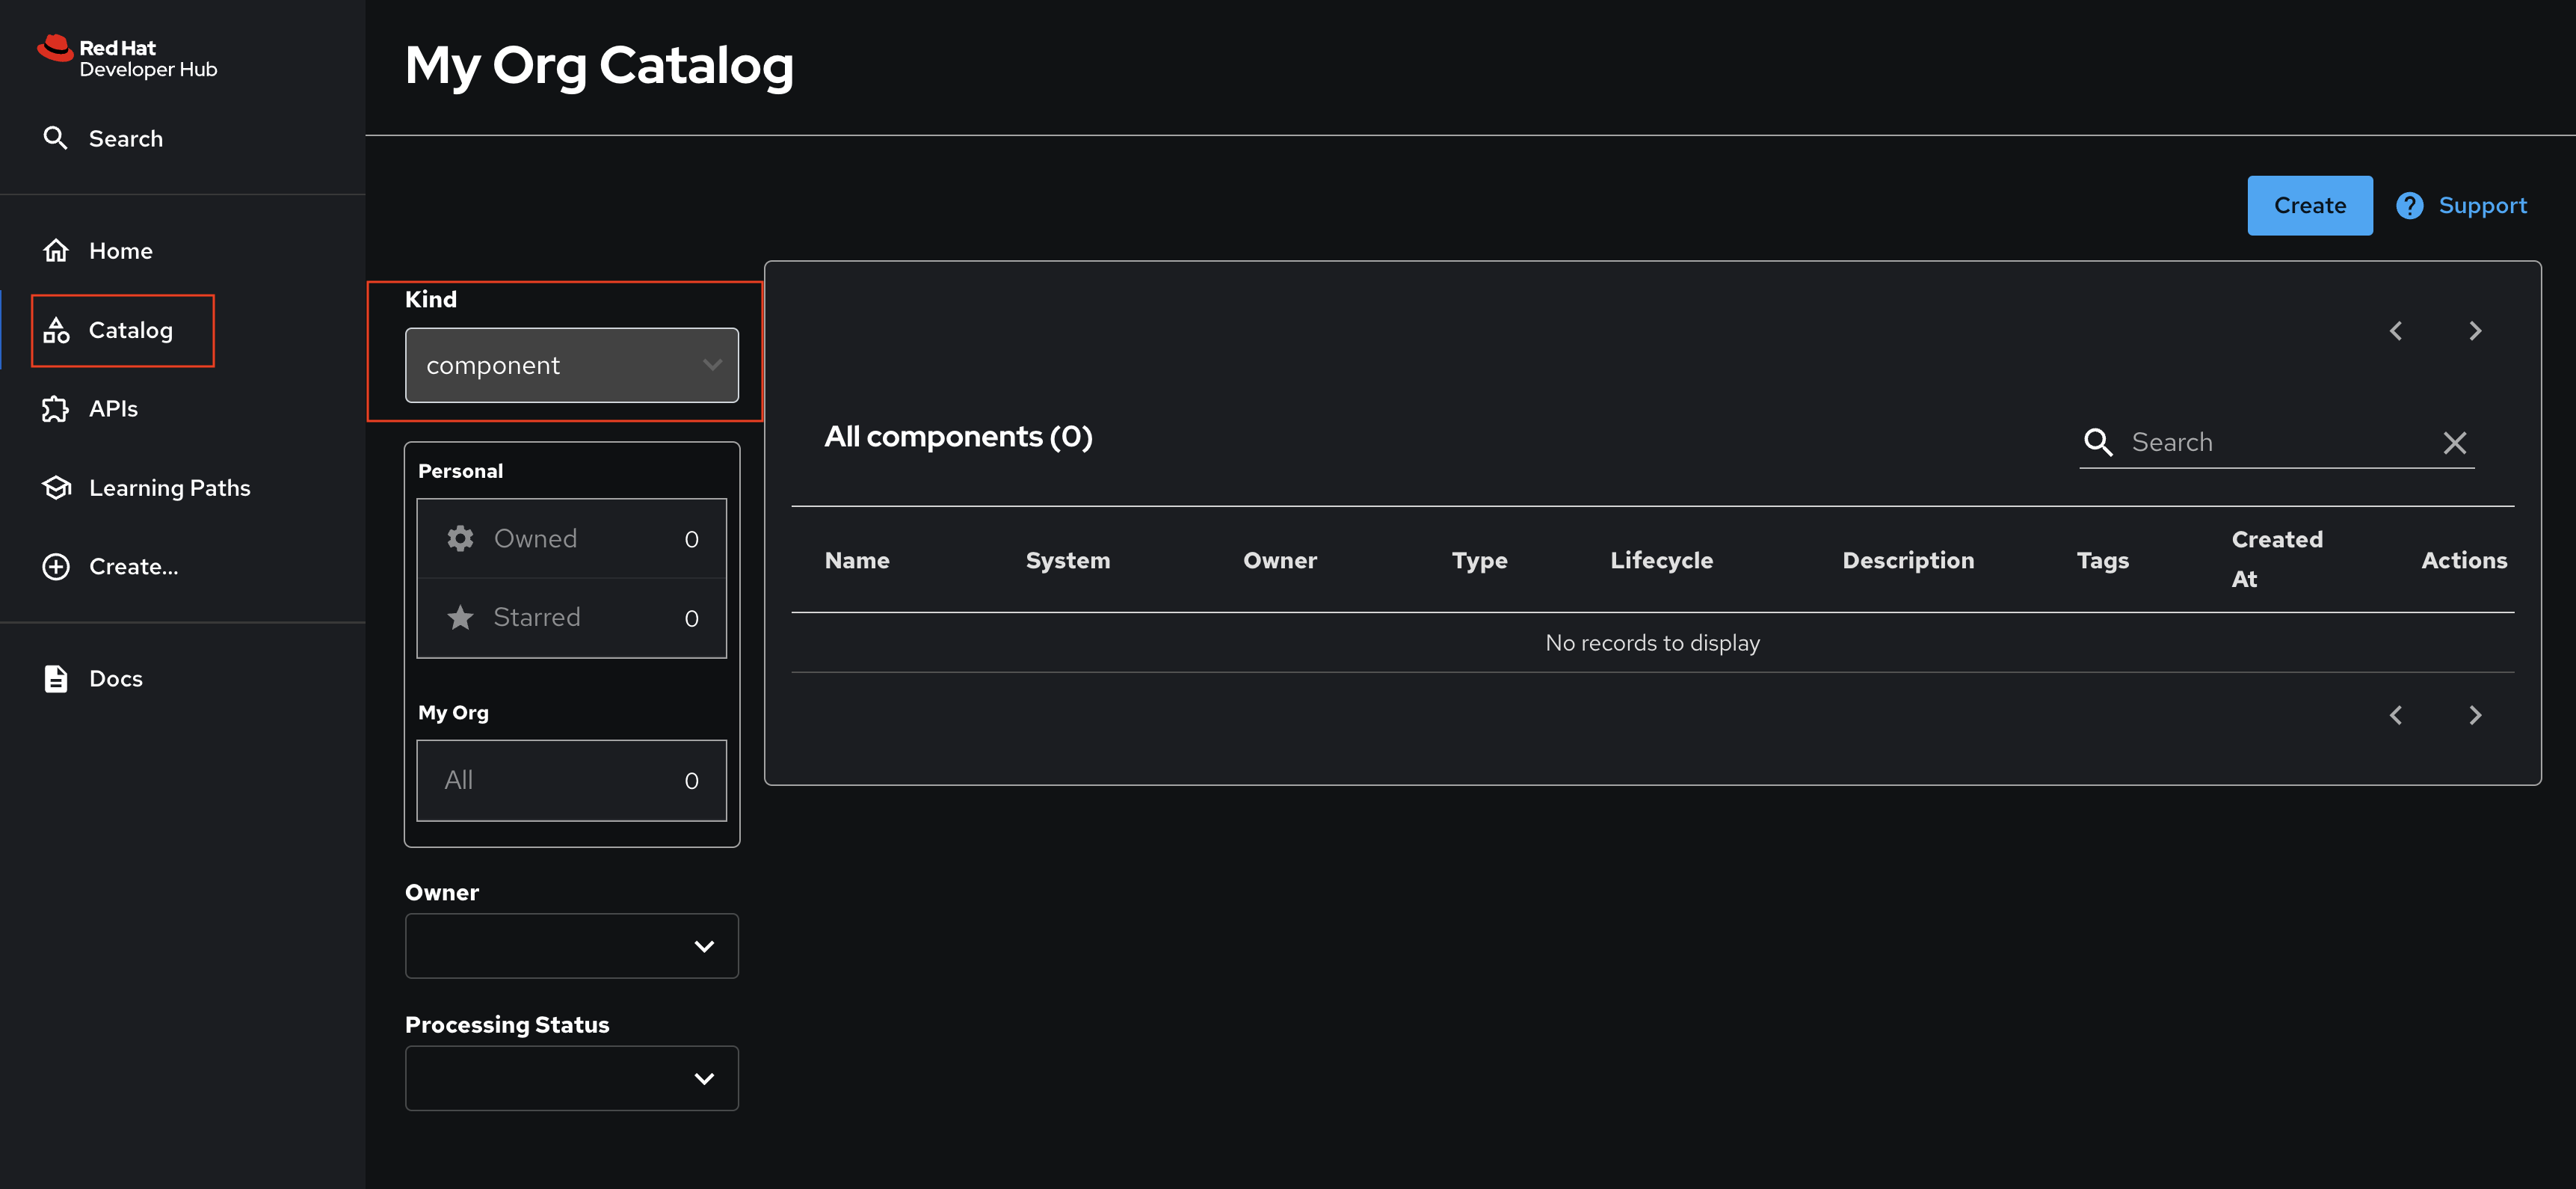 Red Hat
Developer Hub
Search
Home
Catalog
APIs
Learning Paths
Create...
Docs
My Org Catalog
Create
? Support
Kind
component
Personal
Owned 0
Starred 0
My Org
All 0
Owner
Processing Status
All components (0)
Search
Name System Owner Type Lifecycle Description Tags Created At Actions
No records to display